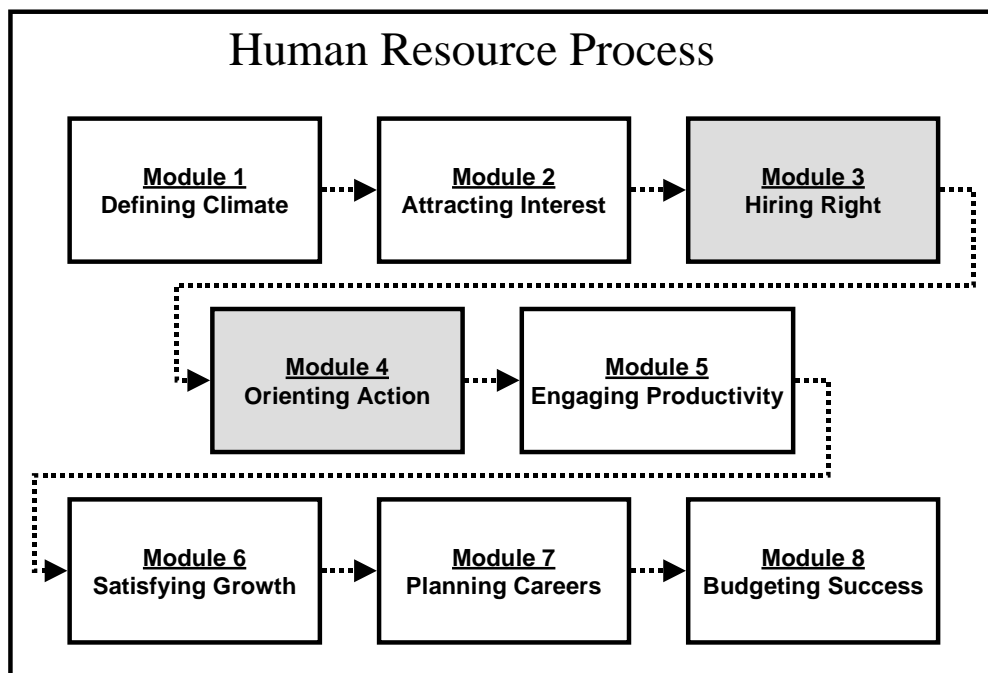 Human Resource Process
Module 1
Defining Climate
Module 2
Attracting Interest
Module 3
Hiring Right
Module 4
Orienting Action
Module 5
Engaging Productivity
Module 6
Satisfying Growth
Module 7
Planning Careers
Module 8
Budgeting Success